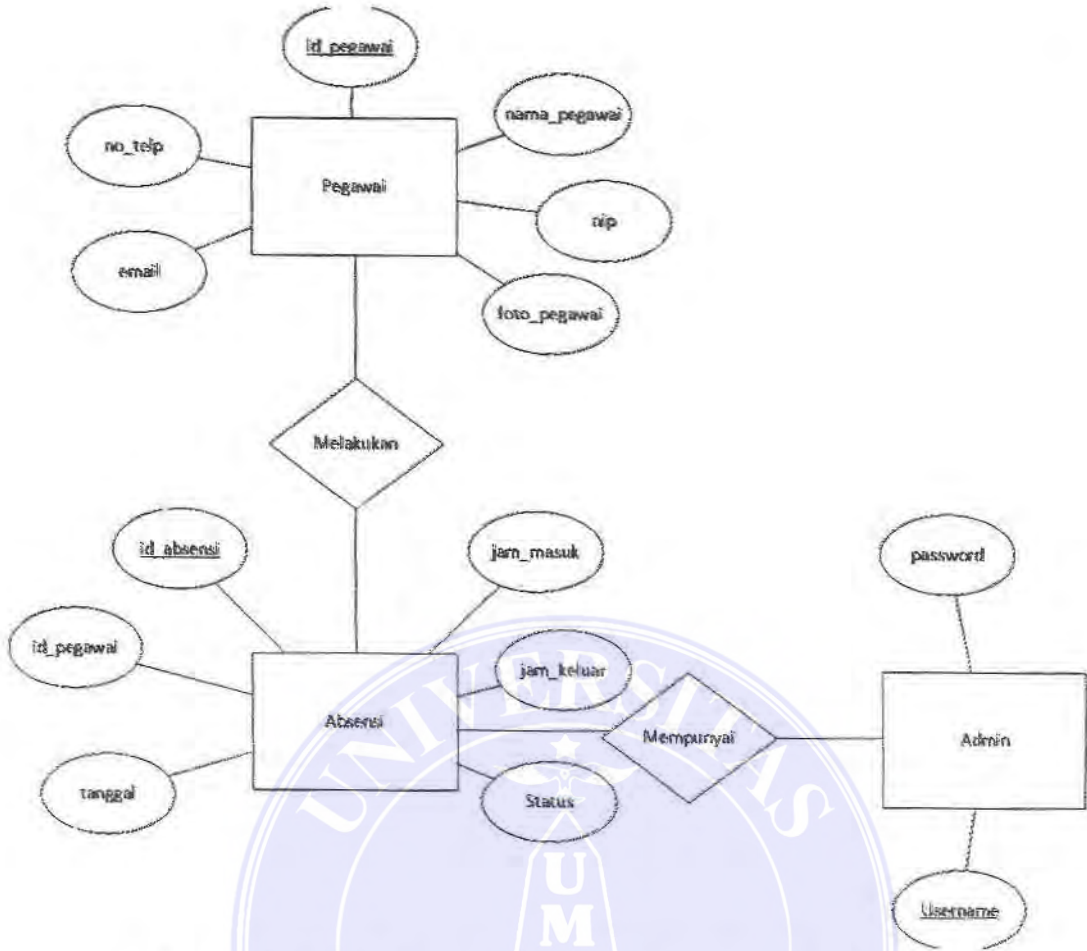 id_pegawai
nama_pegawai
no_telp
Pegawai
nip
email
foto_pegawai
Melakukan
id_absensi
jam_masuk
password
id_pegawai
jam_keluar
Absensi
Mempunyai
Admin
tanggal
Status
Username
UNIVERSITAS
U
M